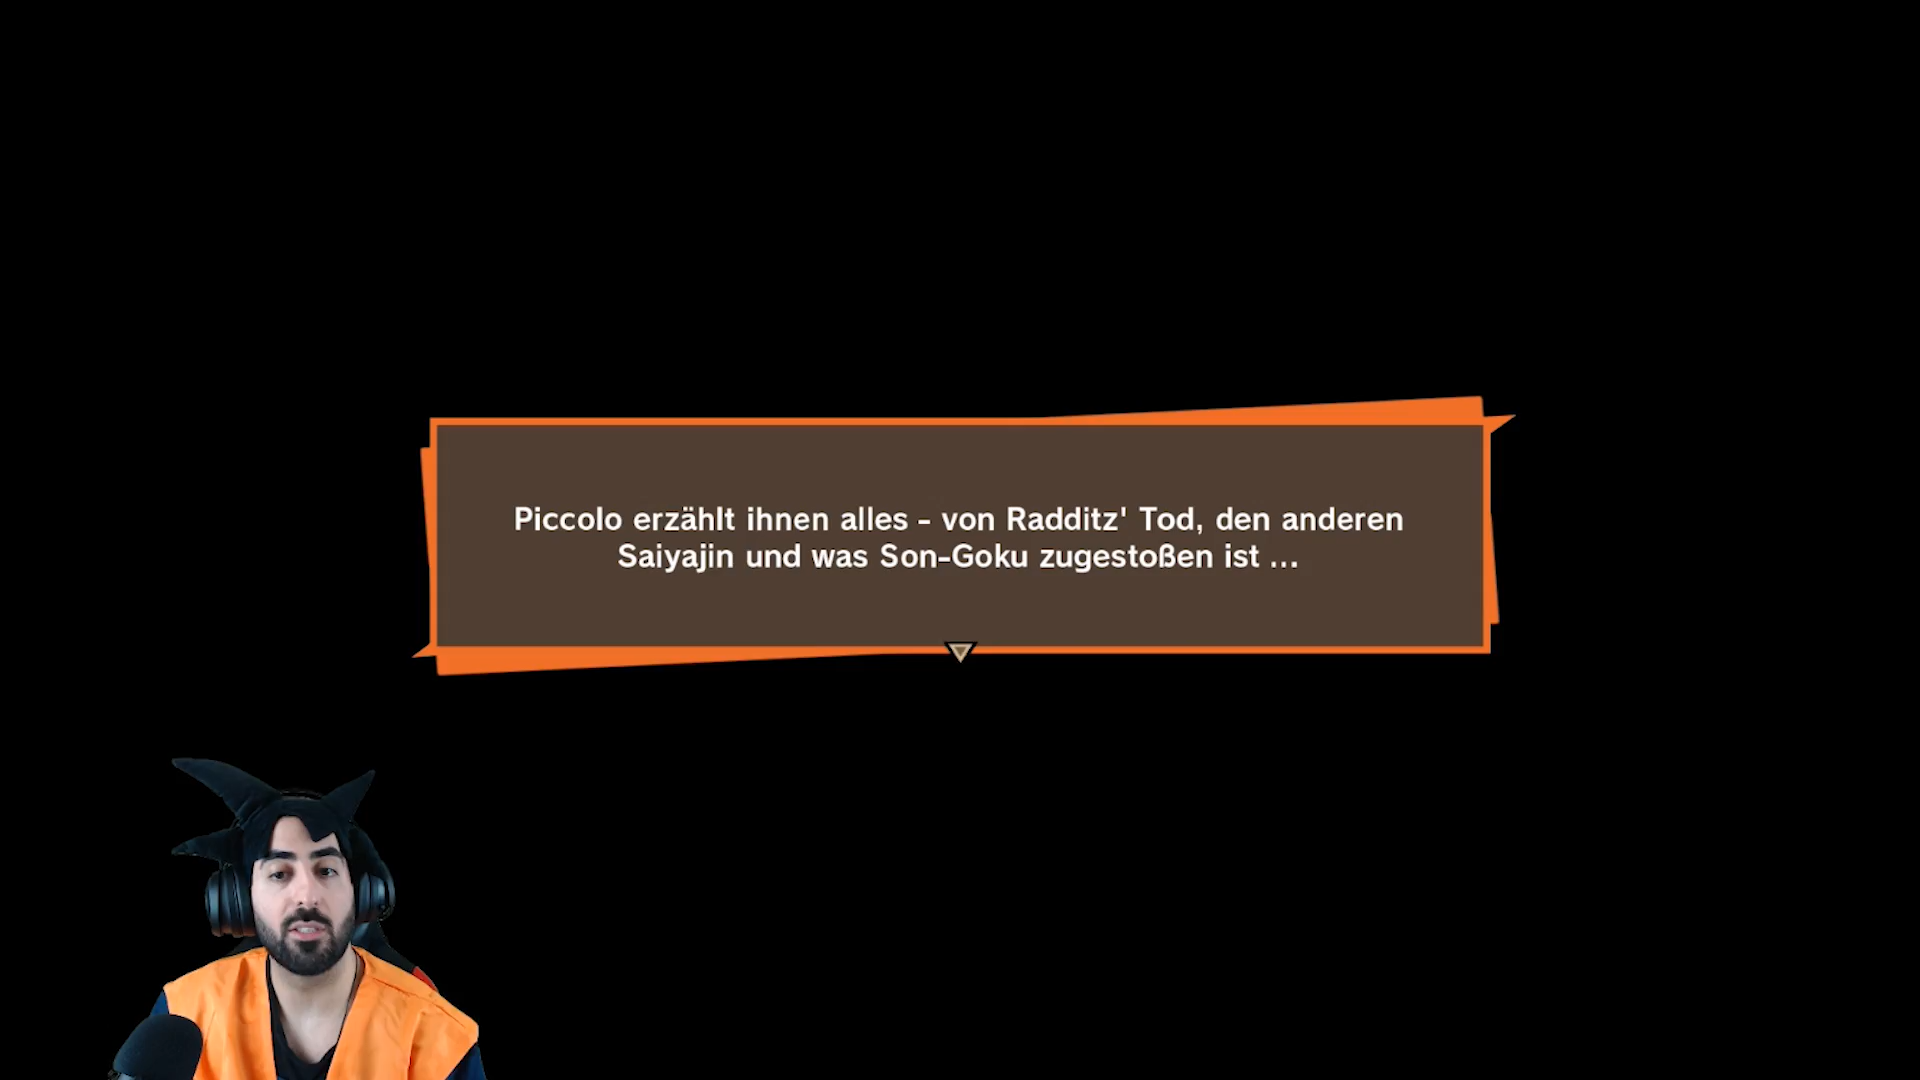 Piccolo erzählt ihnen alles - von Radditz' Tod, den anderen
Saiyajin und was Son-Goku zugestoßen ist ...